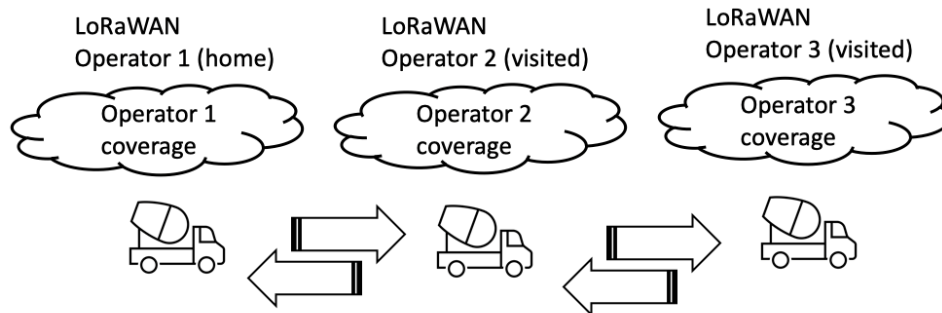 LoRaWAN
Operator 1 (home)
LoRaWAN
Operator 2 (visited)
LoRaWAN
Operator 3 (visited)
Operator 1
coverage
Operator 2
coverage
Operator 3
coverage